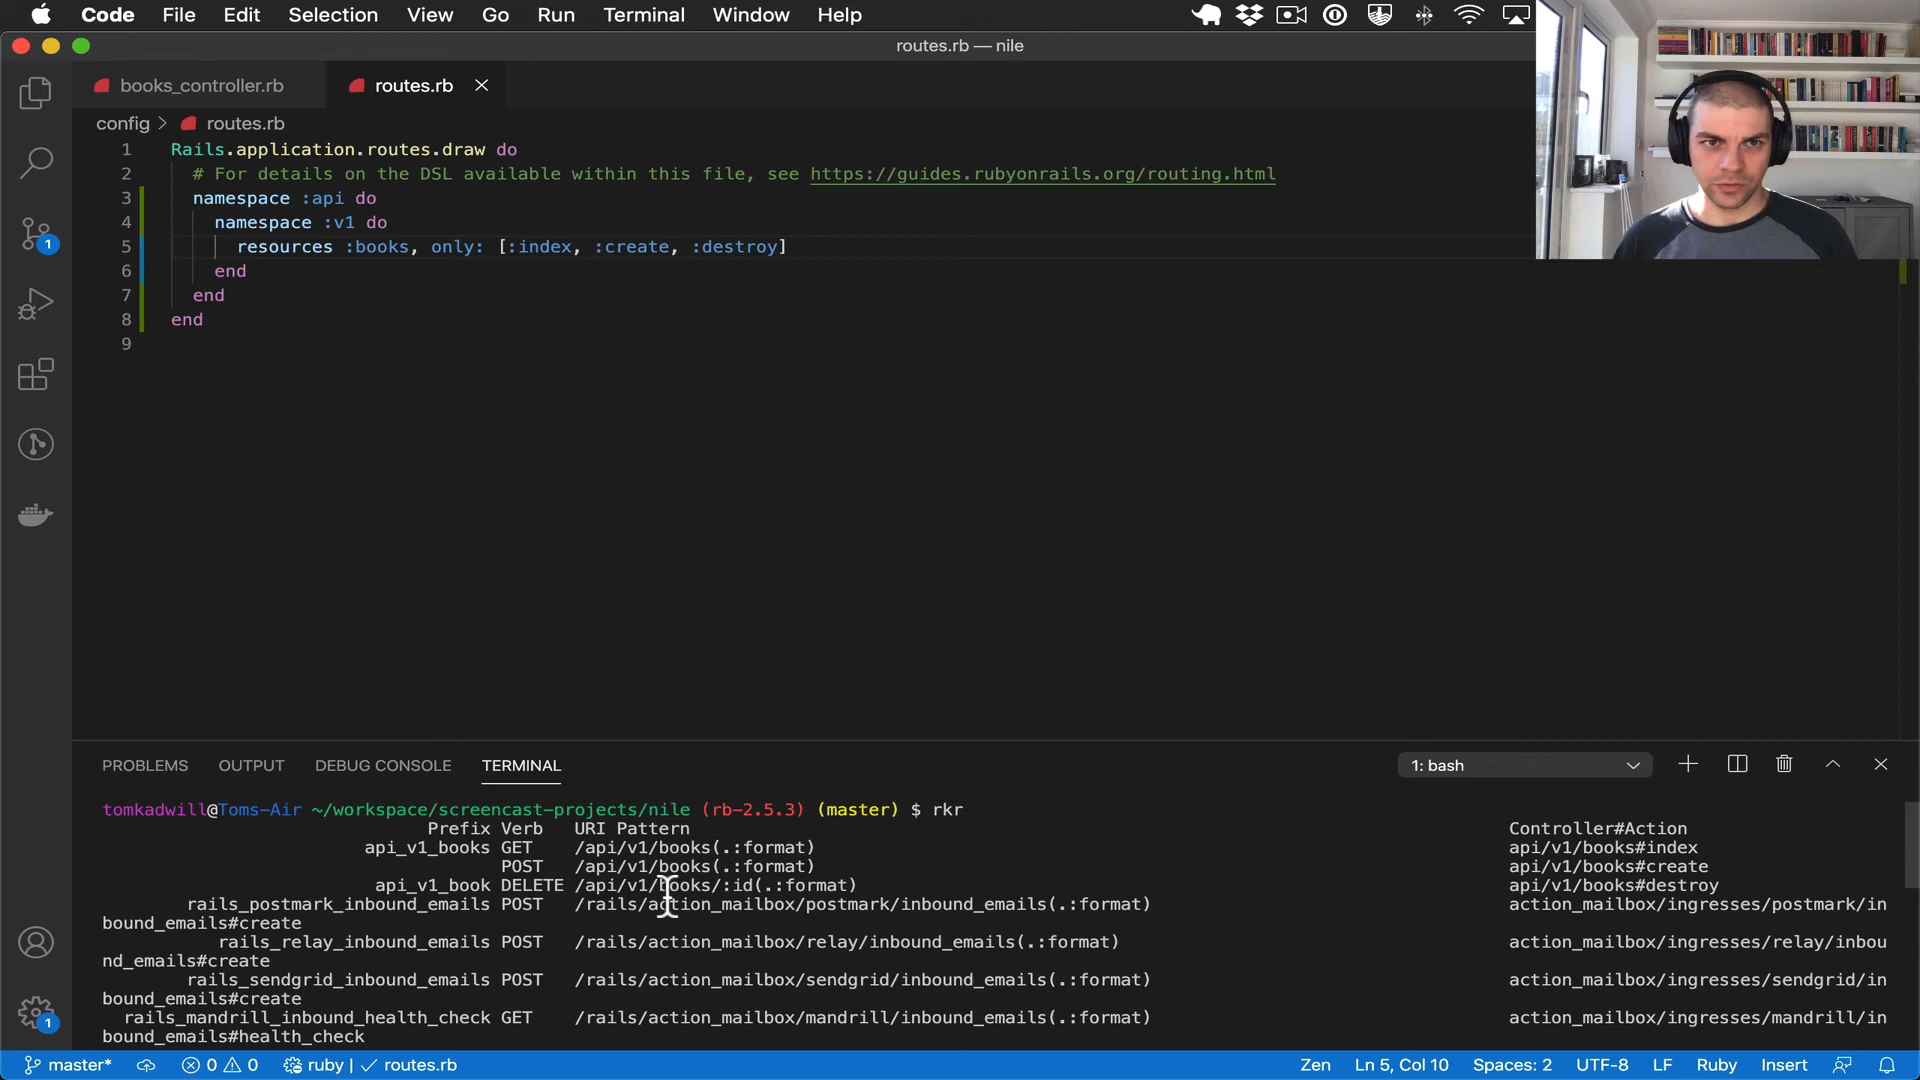 Code File Edit Selection View Go Run Terminal Window Help
routes.rb — nile
books_controller.rb routes.rb
config > routes.rb
1 Rails.application.routes.draw do
2 # For details on the DSL available within this file, see https://guides.rubyonrails.org/routing.html
3 namespace :api do
4 namespace :v1 do
5 resources :books, only: [:index, :create, :destroy]
6 end
7 end
8 end
9
1
1
PROBLEMS OUTPUT DEBUG CONSOLE TERMINAL 1: bash
tomkadwill@Toms-Air ~/workspace/screencast-projects/nile (rb-2.5.3) (master) $ rkr
Prefix Verb URI Pattern Controller#Action
api_v1_books GET /api/v1/books(.:format) api/v1/books#index
POST /api/v1/books(.:format) api/v1/books#create
api_v1_book DELETE /api/v1/books/:id(.:format) api/v1/books#destroy
rails_postmark_inbound_emails POST /rails/action_mailbox/postmark/inbound_emails(.:format) action_mailbox/ingresses/postmark/in
bound_emails#create
rails_relay_inbound_emails POST /rails/action_mailbox/relay/inbound_emails(.:format) action_mailbox/ingresses/relay/inbou
nd_emails#create
rails_sendgrid_inbound_emails POST /rails/action_mailbox/sendgrid/inbound_emails(.:format) action_mailbox/ingresses/sendgrid/in
bound_emails#create
rails_mandrill_inbound_health_check GET /rails/action_mailbox/mandrill/inbound_emails(.:format) action_mailbox/ingresses/mandrill/in
bound_emails#health_check
master* 0 0 ruby | ✓ routes.rb Zen Ln 5, Col 10 Spaces: 2 UTF-8 LF Ruby Insert